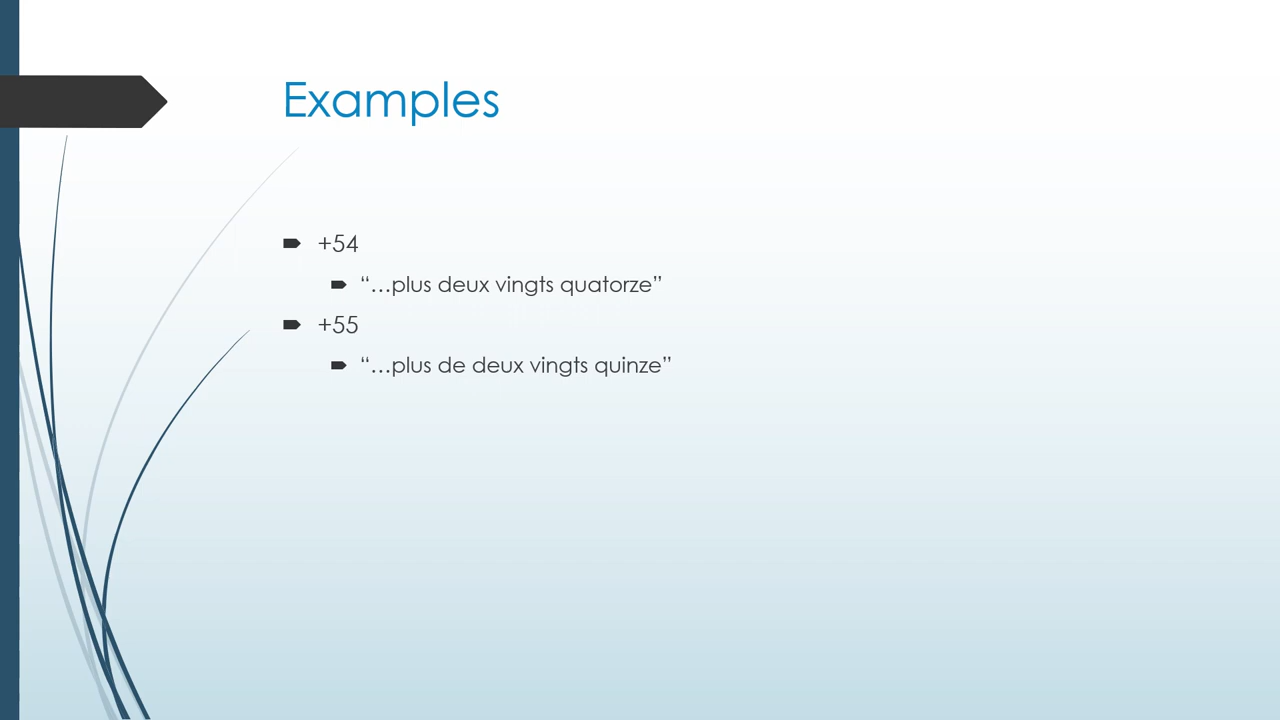 Examples
+54
“…plus deux vingts quatorze”
+55
“…plus de deux vingts quinze”